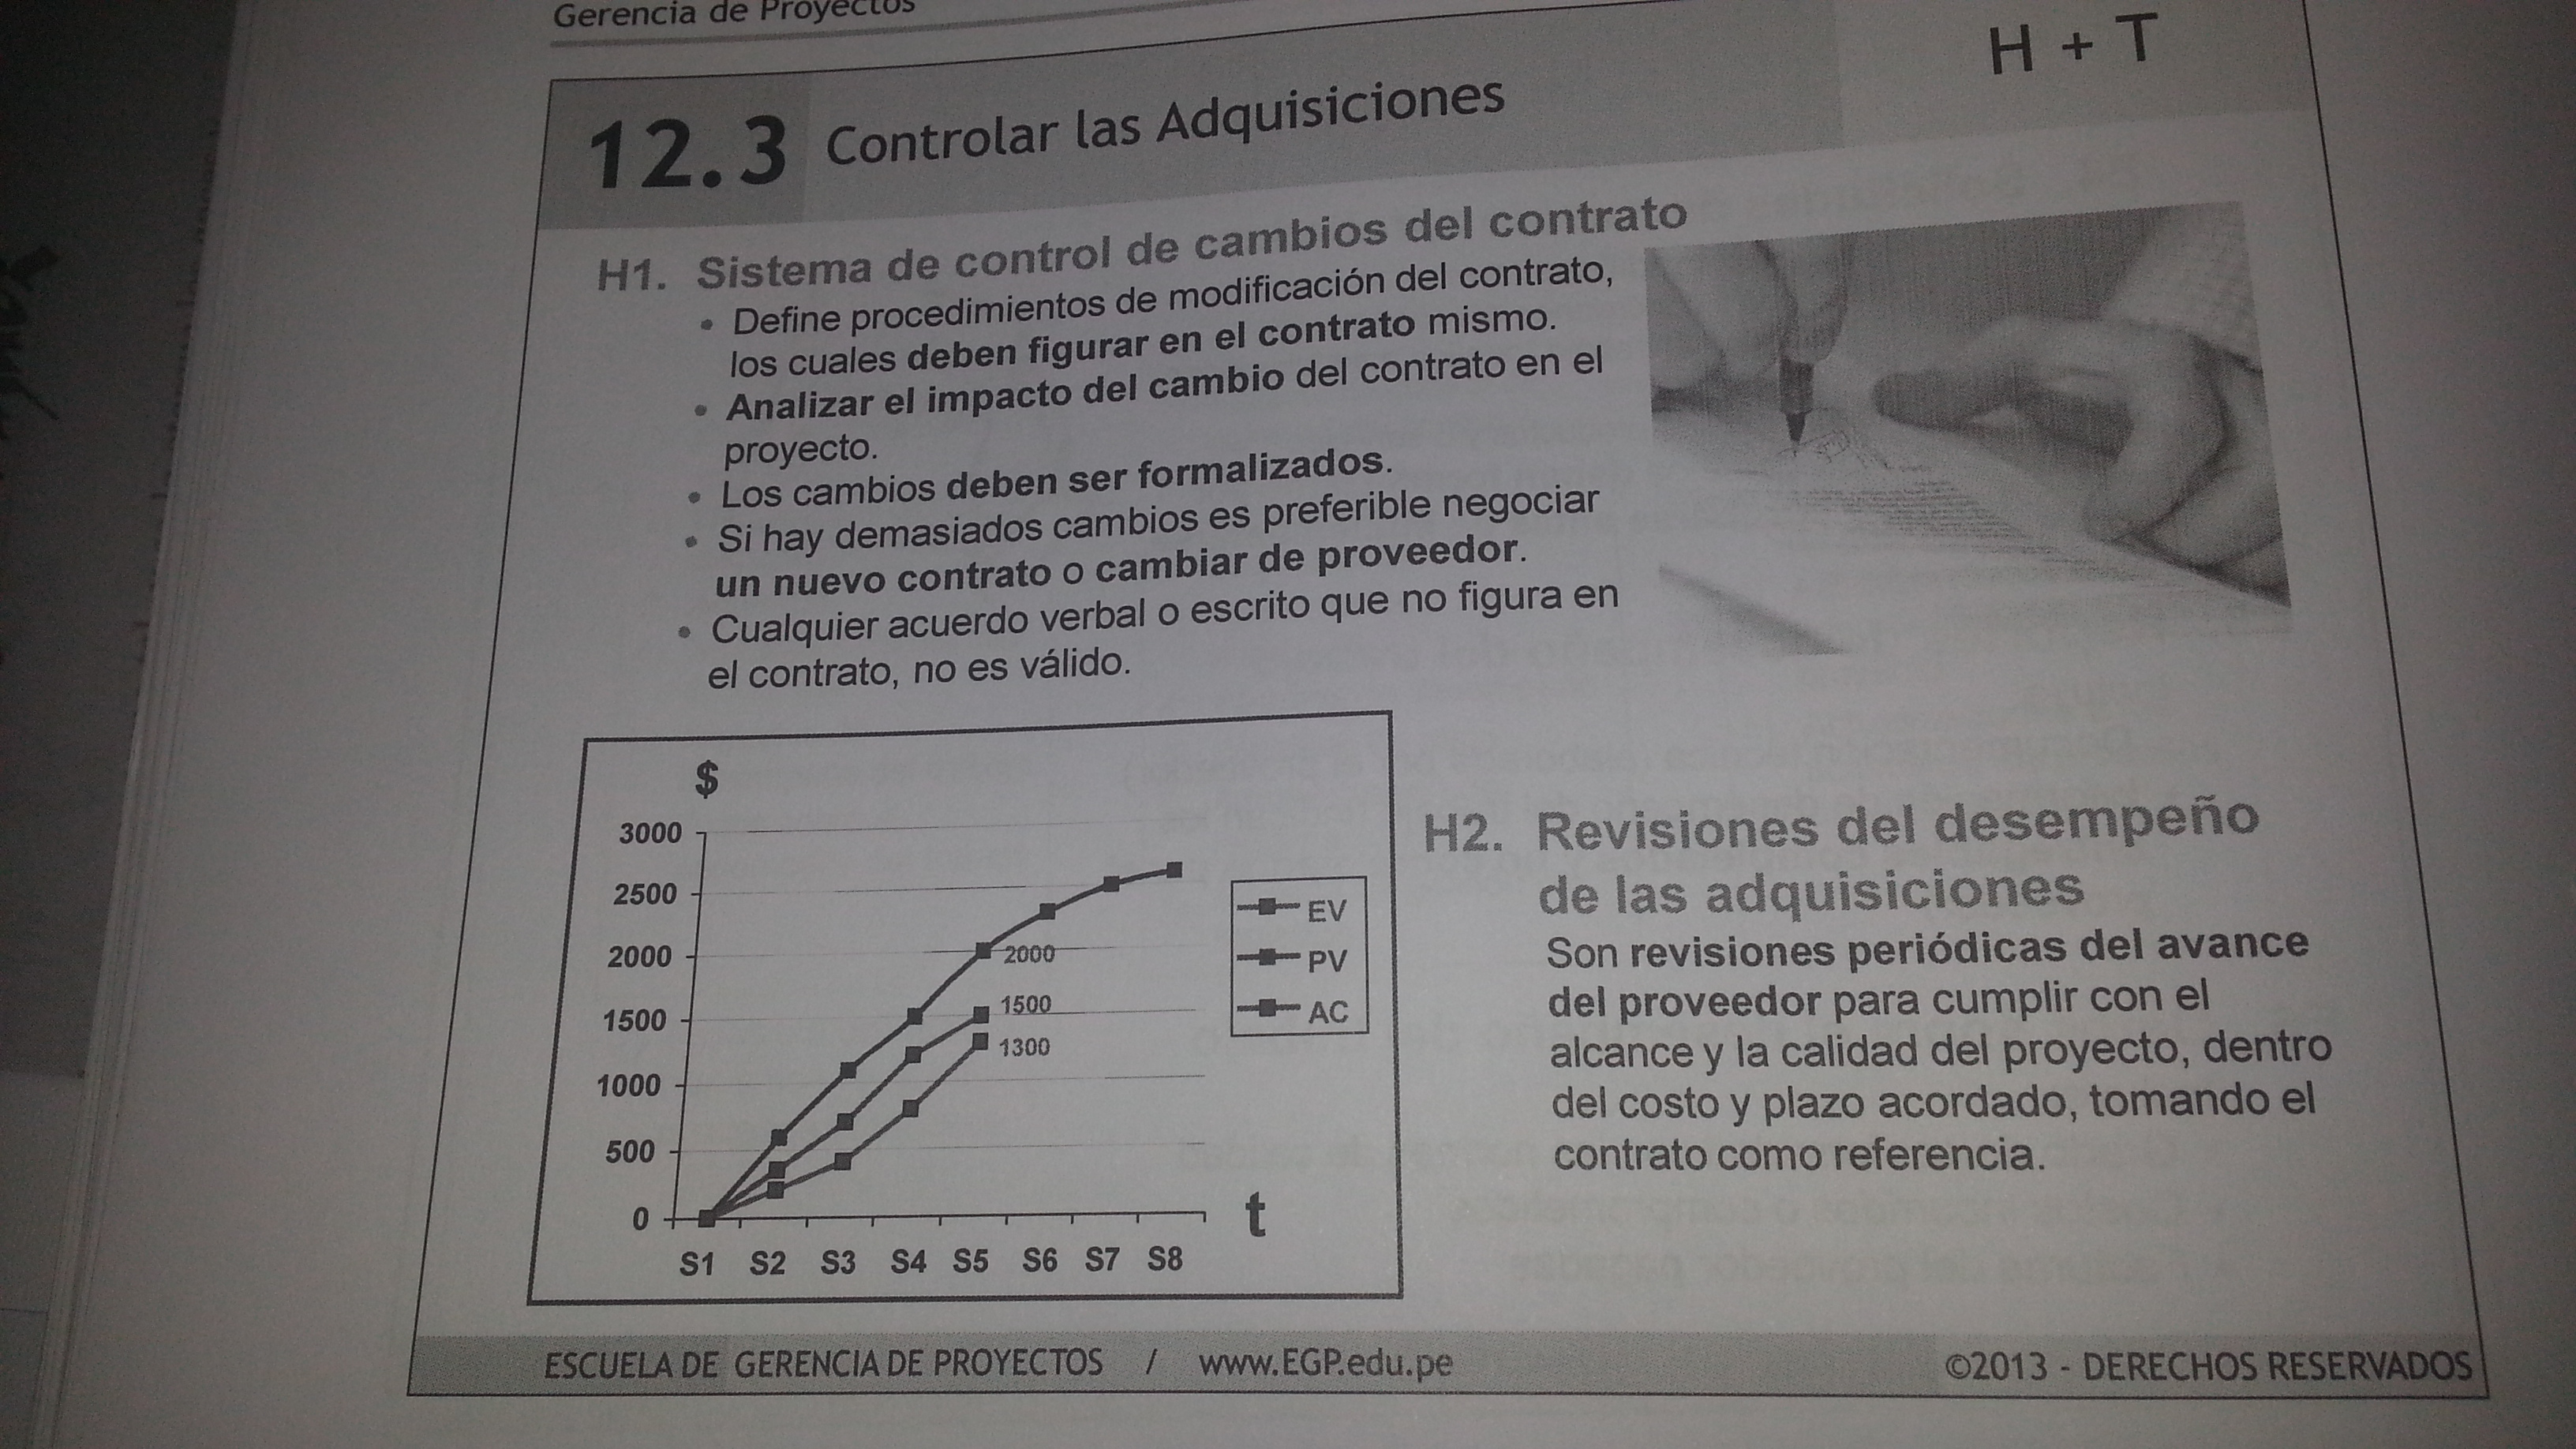 Gerencia de Proyectos
H + T
12.3 Controlar las Adquisiciones
H1. Sistema de control de cambios del contrato
• Define procedimientos de modificación del contrato,
los cuales deben figurar en el contrato mismo.
• Analizar el impacto del cambio del contrato en el
proyecto.
• Los cambios deben ser formalizados.
• Si hay demasiados cambios es preferible negociar
un nuevo contrato o cambiar de proveedor.
• Cualquier acuerdo verbal o escrito que no figura en
el contrato, no es válido.
$
3000
2500
2000
1500
1000
500
0
2000
1500
1300
S1 S2 S3 S4 S5 S6 S7 S8
t
EV
PV
AC
H2. Revisiones del desempeño
de las adquisiciones
Son revisiones periódicas del avance
del proveedor para cumplir con el
alcance y la calidad del proyecto, dentro
del costo y plazo acordado, tomando el
contrato como referencia.
ESCUELA DE GERENCIA DE PROYECTOS / www.EGP.edu.pe
©2013 - DERECHOS RESERVADOS